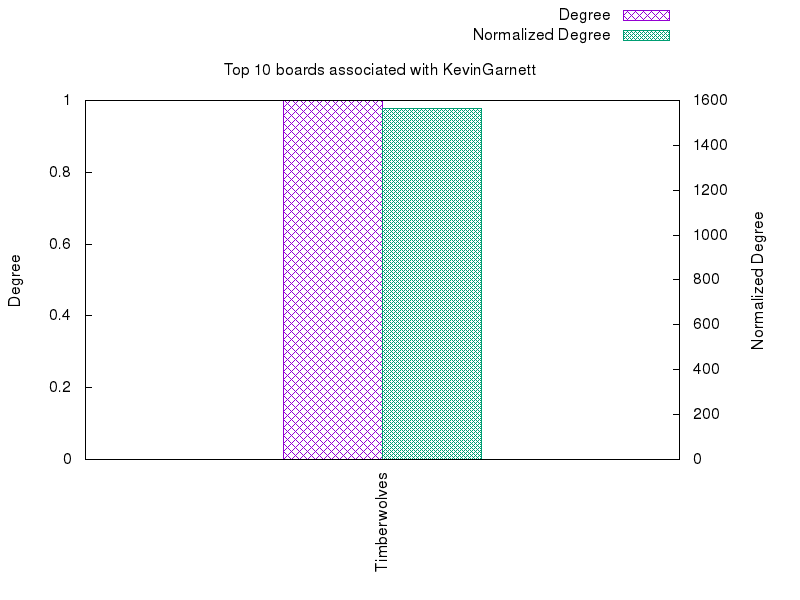 Degree
Normalized Degree
Top 10 boards associated with KevinGarnett
1
0.8
0.6
0.4
0.2
0
Degree
1600
1400
1200
1000
800
600
400
200
0
Normalized Degree
Timberwolves